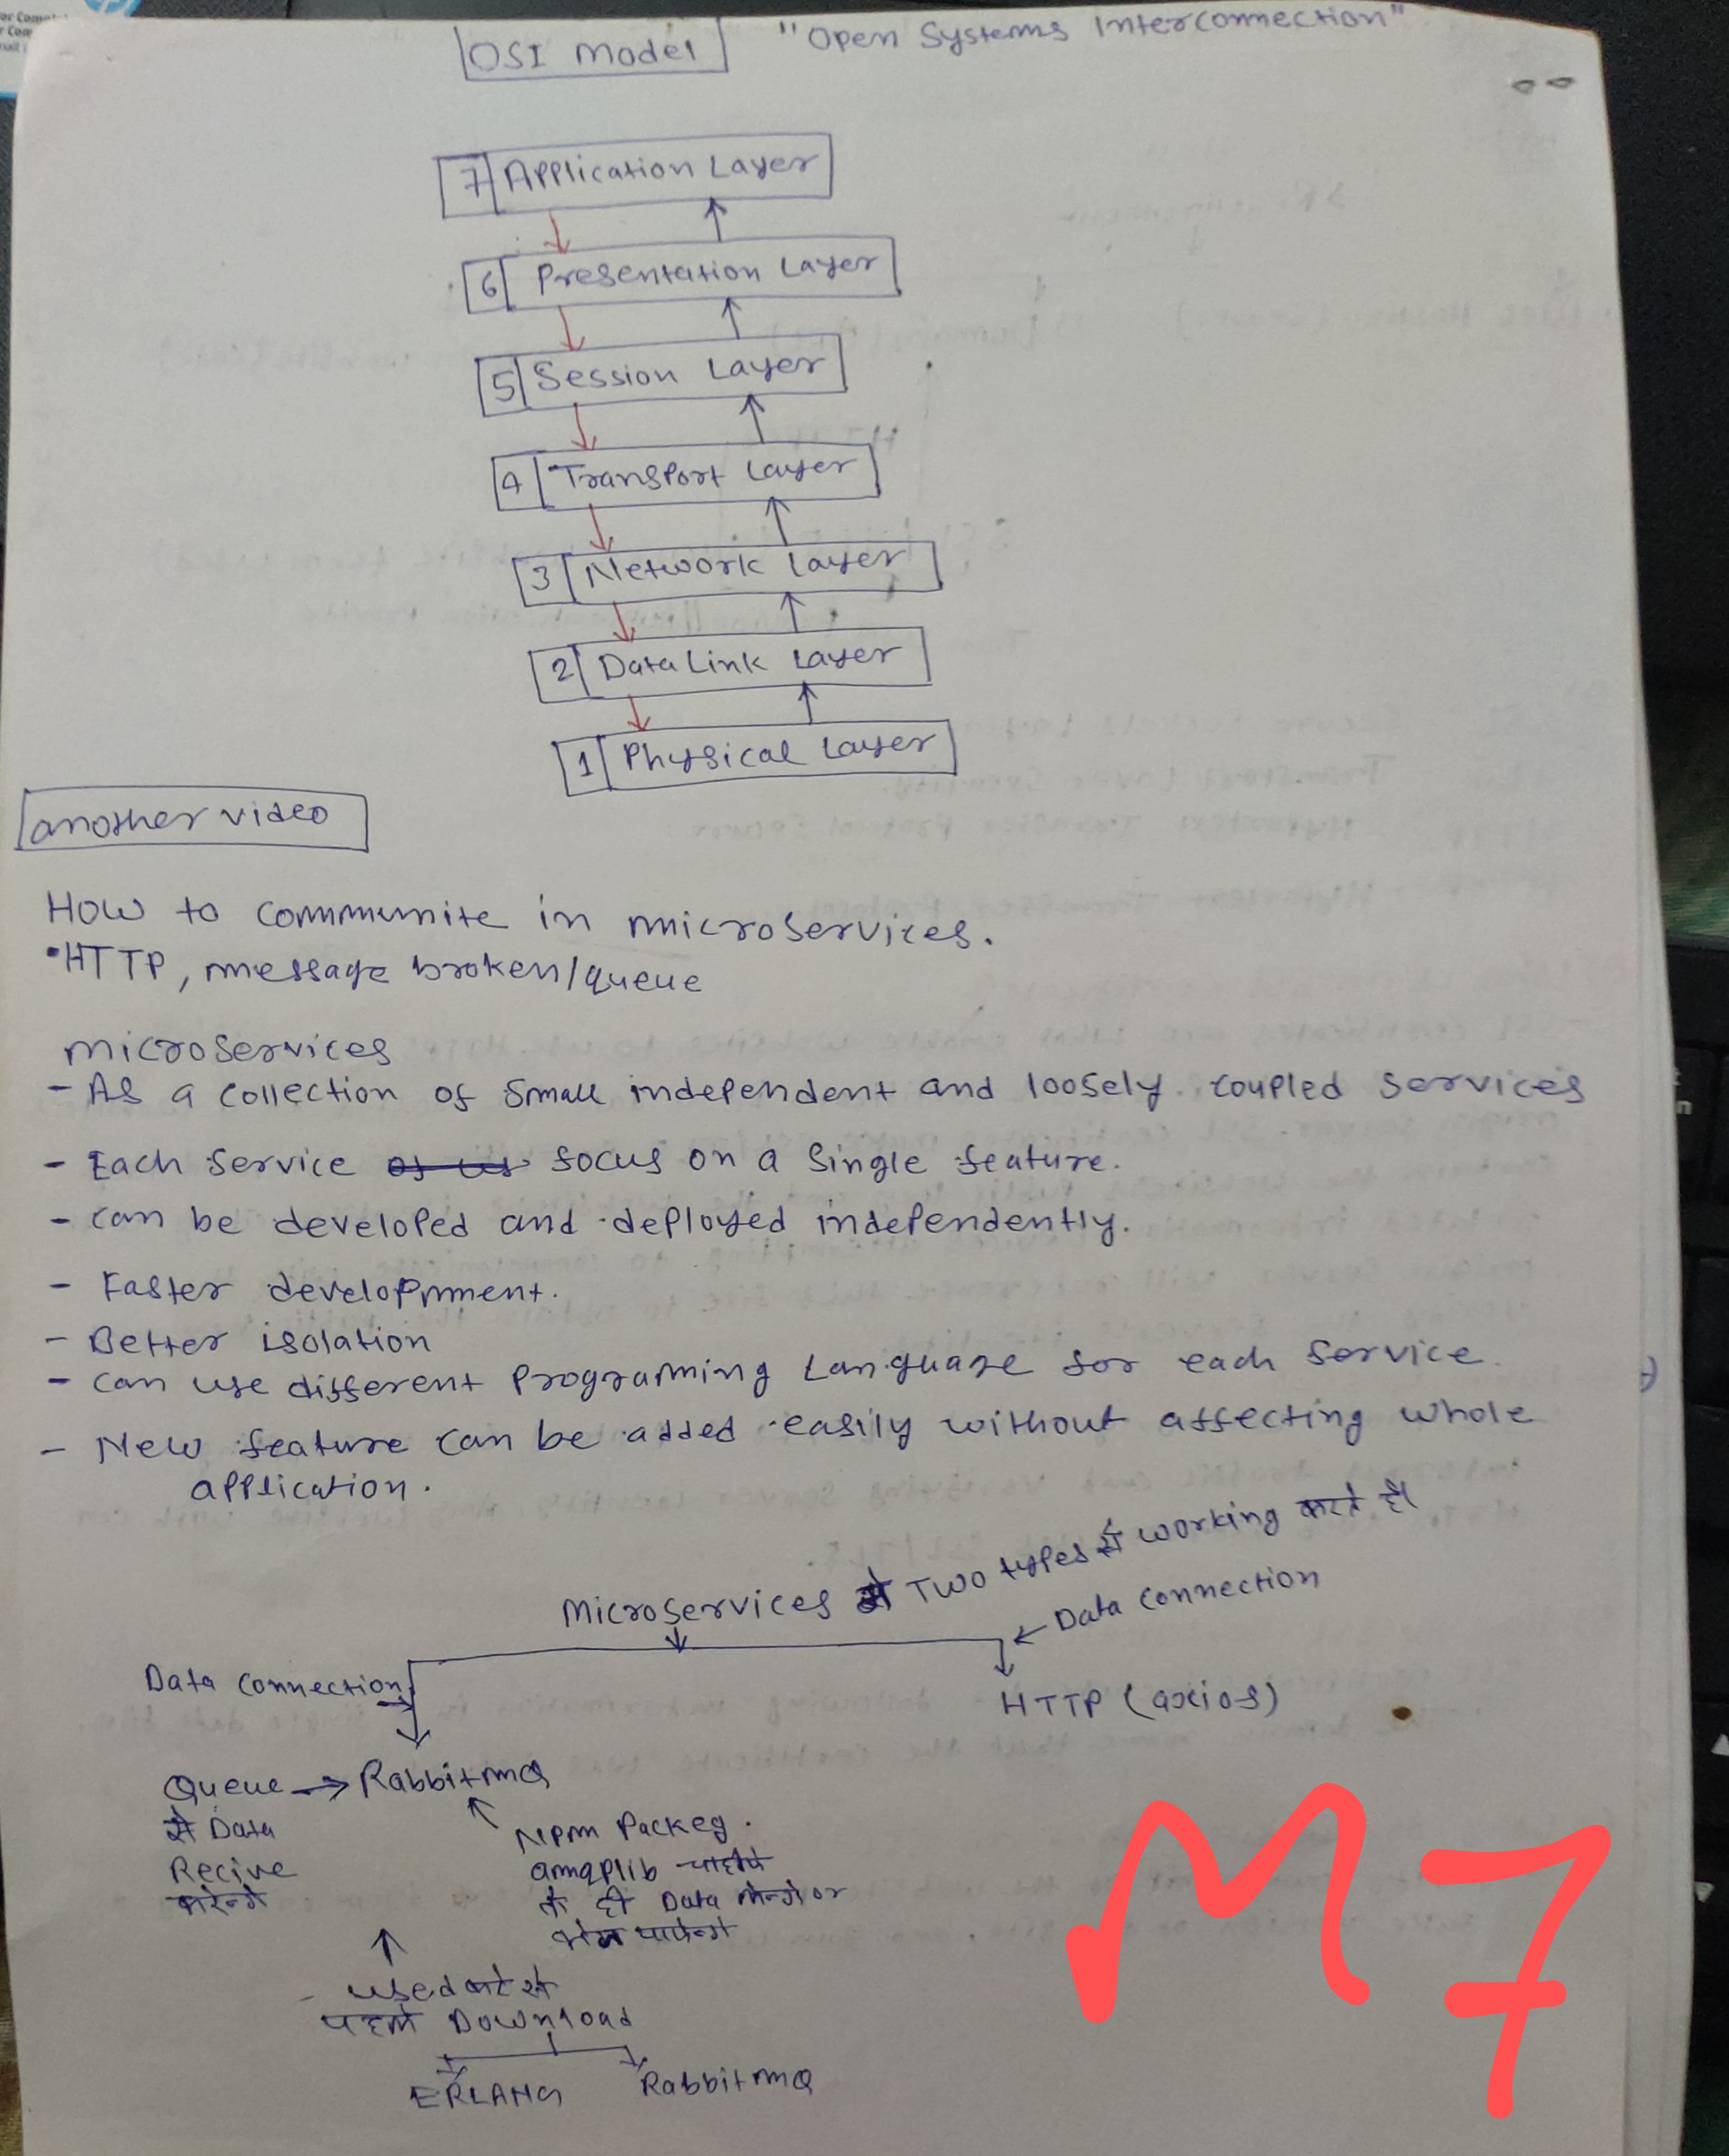 OSI Model "Open Systems Interconnection"
7 Application Layer
6 Presentation Layer
5 Session Layer
4 Transport Layer
3 Network Layer
2 Data Link Layer
1 Physical Layer
another video
How to commmunite in microservices.
•HTTP, message broken/queue
microservices
- As a collection of small independent and loosely coupled services
- Each service focus on a single feature.
- can be developed and deployed independently.
- Faster developmment.
- Better isolation
- can use different programming Language for each service.
- New feature can be added easily without affecting whole
application.
Microservices Two types से working करते है।
Data connection
Data connection
HTTP (axios)
Queue → RabbitmQ
से Data
Recive
करेन्गे
NPM Packeg.
amqplib चाहीये
ही Data or
used
पहले Download
ERLANG
RabbitmQ
M7